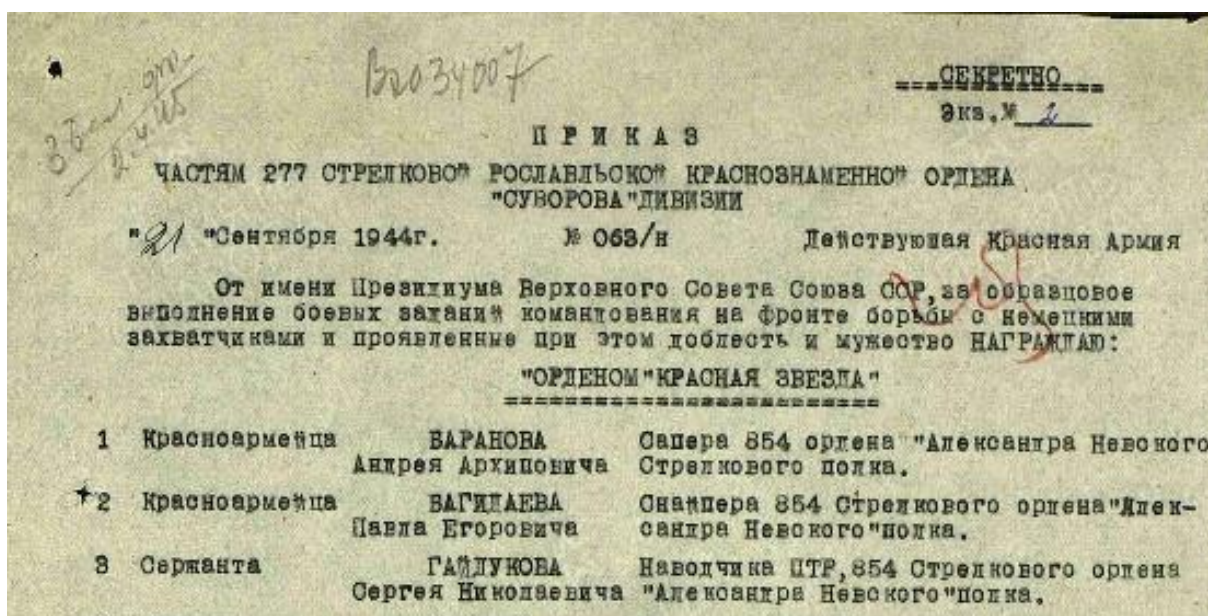 СЕКРЕТНО
Экз.№ 2
ПРИКАЗ
ЧАСТЯМ 277 СТРЕЛКОВОЙ РОСЛАВЛЬСКОЙ КРАСНОЗНАМЕННОЙ ОРДЕНА
"СУВОРОВА"ДИВИЗИИ
"21 "Сентября 1944г. № 063/н Действующая Красная Армия
От имени Президиума Верховного Совета Союза ССР,за образцовое
выполнение боевых заданий командования на фронте борьбы с немецкими
захватчиками и проявленные при этом доблесть и мужество НАГРАЖДАЮ:
"ОРДЕНОМ"КРАСНАЯ ЗВЕЗДА"
1 Красноармейца БАРАНОВА Сапера 854 ордена "Александра Невского
Андрея Архиповича Стрелкового полка.
2 Красноармейца Снайпера 854 Стрелкового ордена"Алек-
Павла Егоровича сандра Невского"полка.
3 Сержанта ГАЙДУКОВА Наводчика ПТР,854 Стрелкового ордена
Сергея Николаевича "Александра Невского"полка.